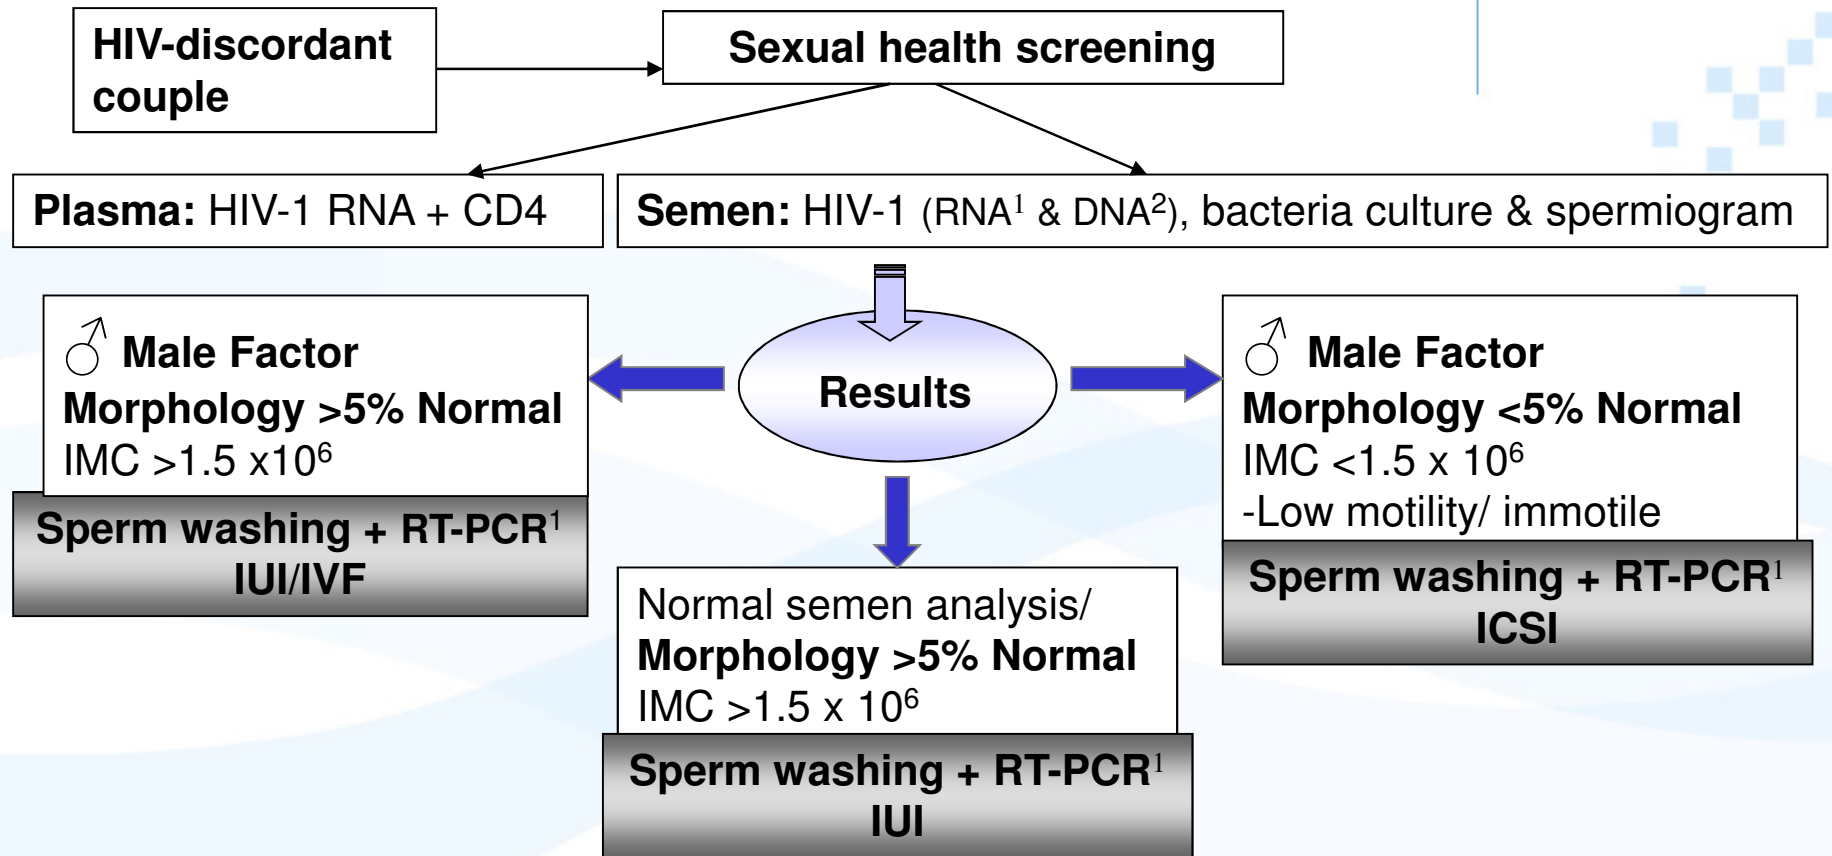 HIV-discordant
couple
Sexual health screening
Plasma: HIV-1 RNA + CD4
Semen: HIV-1 (RNA¹ & DNA²), bacteria culture & spermiogram
♂ Male Factor
Morphology >5% Normal
IMC >1.5 x10⁶
Sperm washing + RT-PCR¹
IUI/IVF
Results
Normal semen analysis/
Morphology >5% Normal
IMC >1.5 x 10⁶
Sperm washing + RT-PCR¹
IUI
♂ Male Factor
Morphology <5% Normal
IMC <1.5 x 10⁶
-Low motility/ immotile
Sperm washing + RT-PCR¹
ICSI